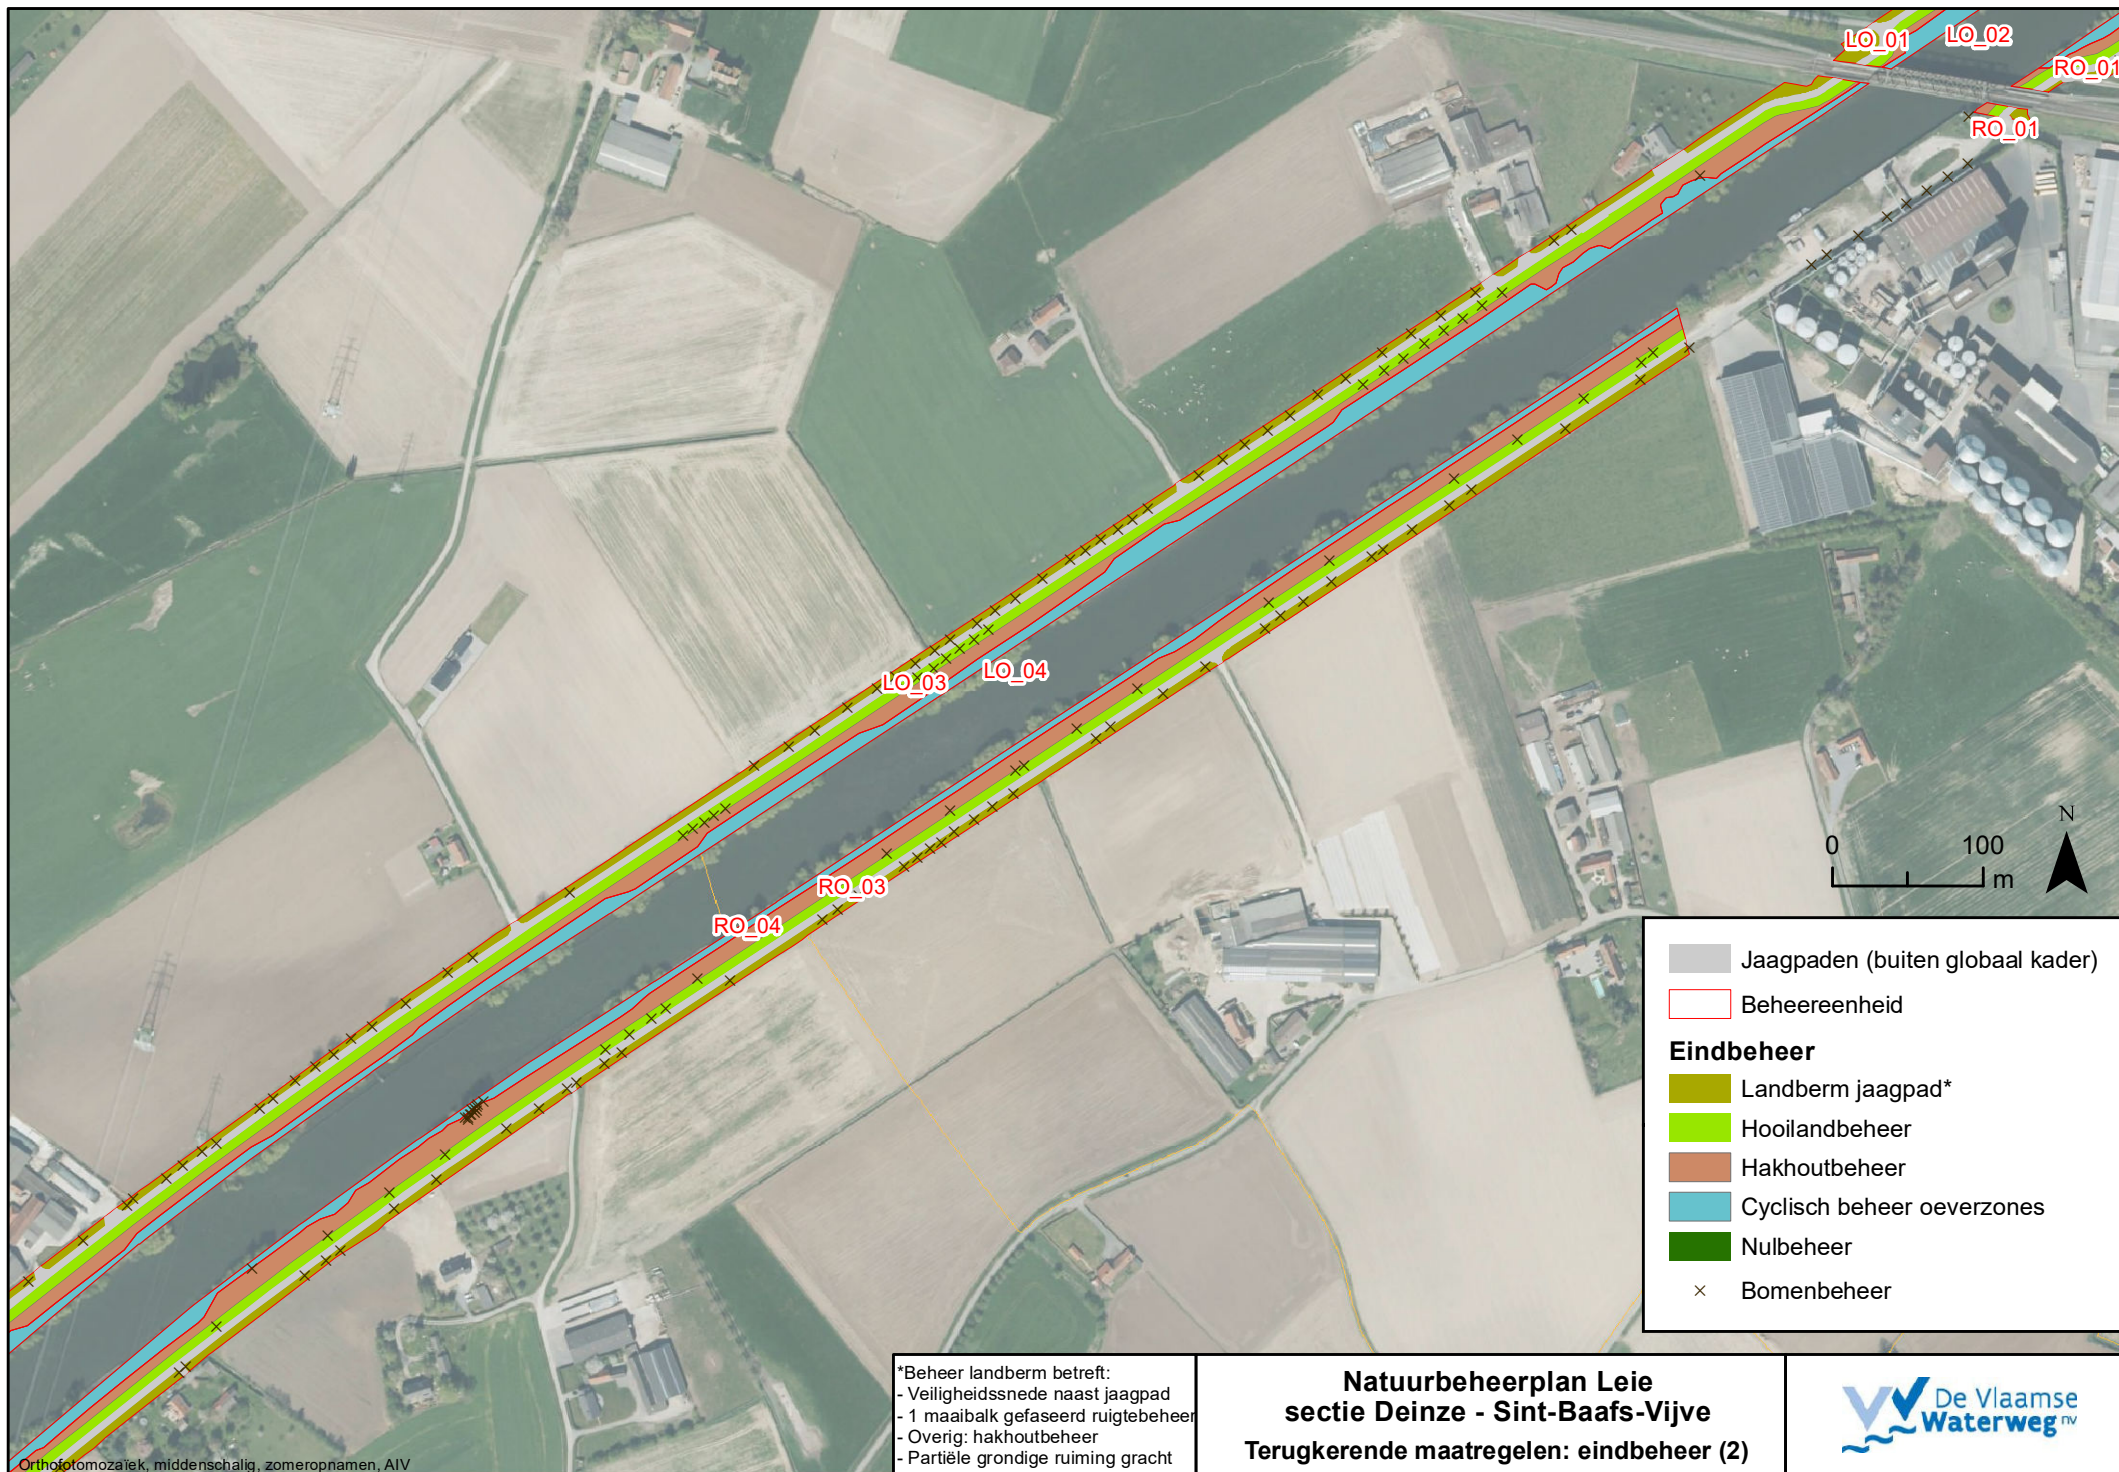 LO_01
LO_02
RO_01
RO_01
LO_03
LO_04
RO_03
RO_04
N
0 100
m
Jaagpaden (buiten globaal kader)
Beheereenheid
Eindbeheer
Landberm jaagpad*
Hooilandbeheer
Hakhoutbeheer
Cyclisch beheer oeverzones
Nulbeheer
Bomenbeheer
*Beheer landberm betreft:
- Veiligheidssnede naast jaagpad
- 1 maaibalk gefaseerd ruigtebeheer
- Overig: hakhoutbeheer
- Partiële grondige ruiming gracht
Natuurbeheerplan Leie
sectie Deinze - Sint-Baafs-Vijve
Terugkerende maatregelen: eindbeheer (2)
De Vlaamse
Waterweg nv
Orthofotomozaïek, middenschalig, zomeropnamen, AIV